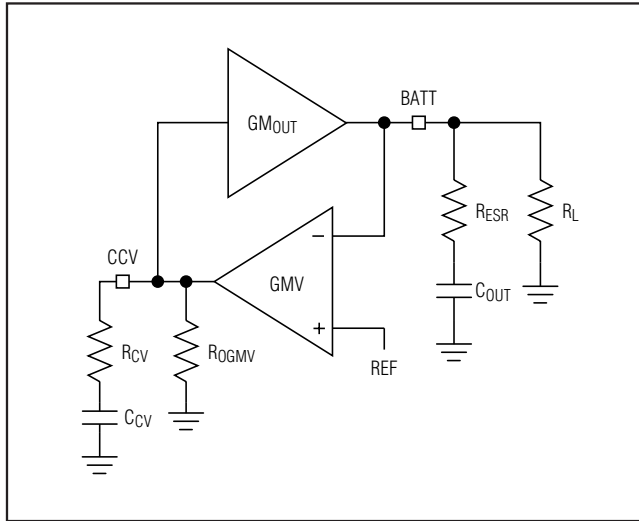 GMOUT
BATT
RESR
RL
COUT
CCV
−
GMV
+
REF
RCV
ROGMV
CCV